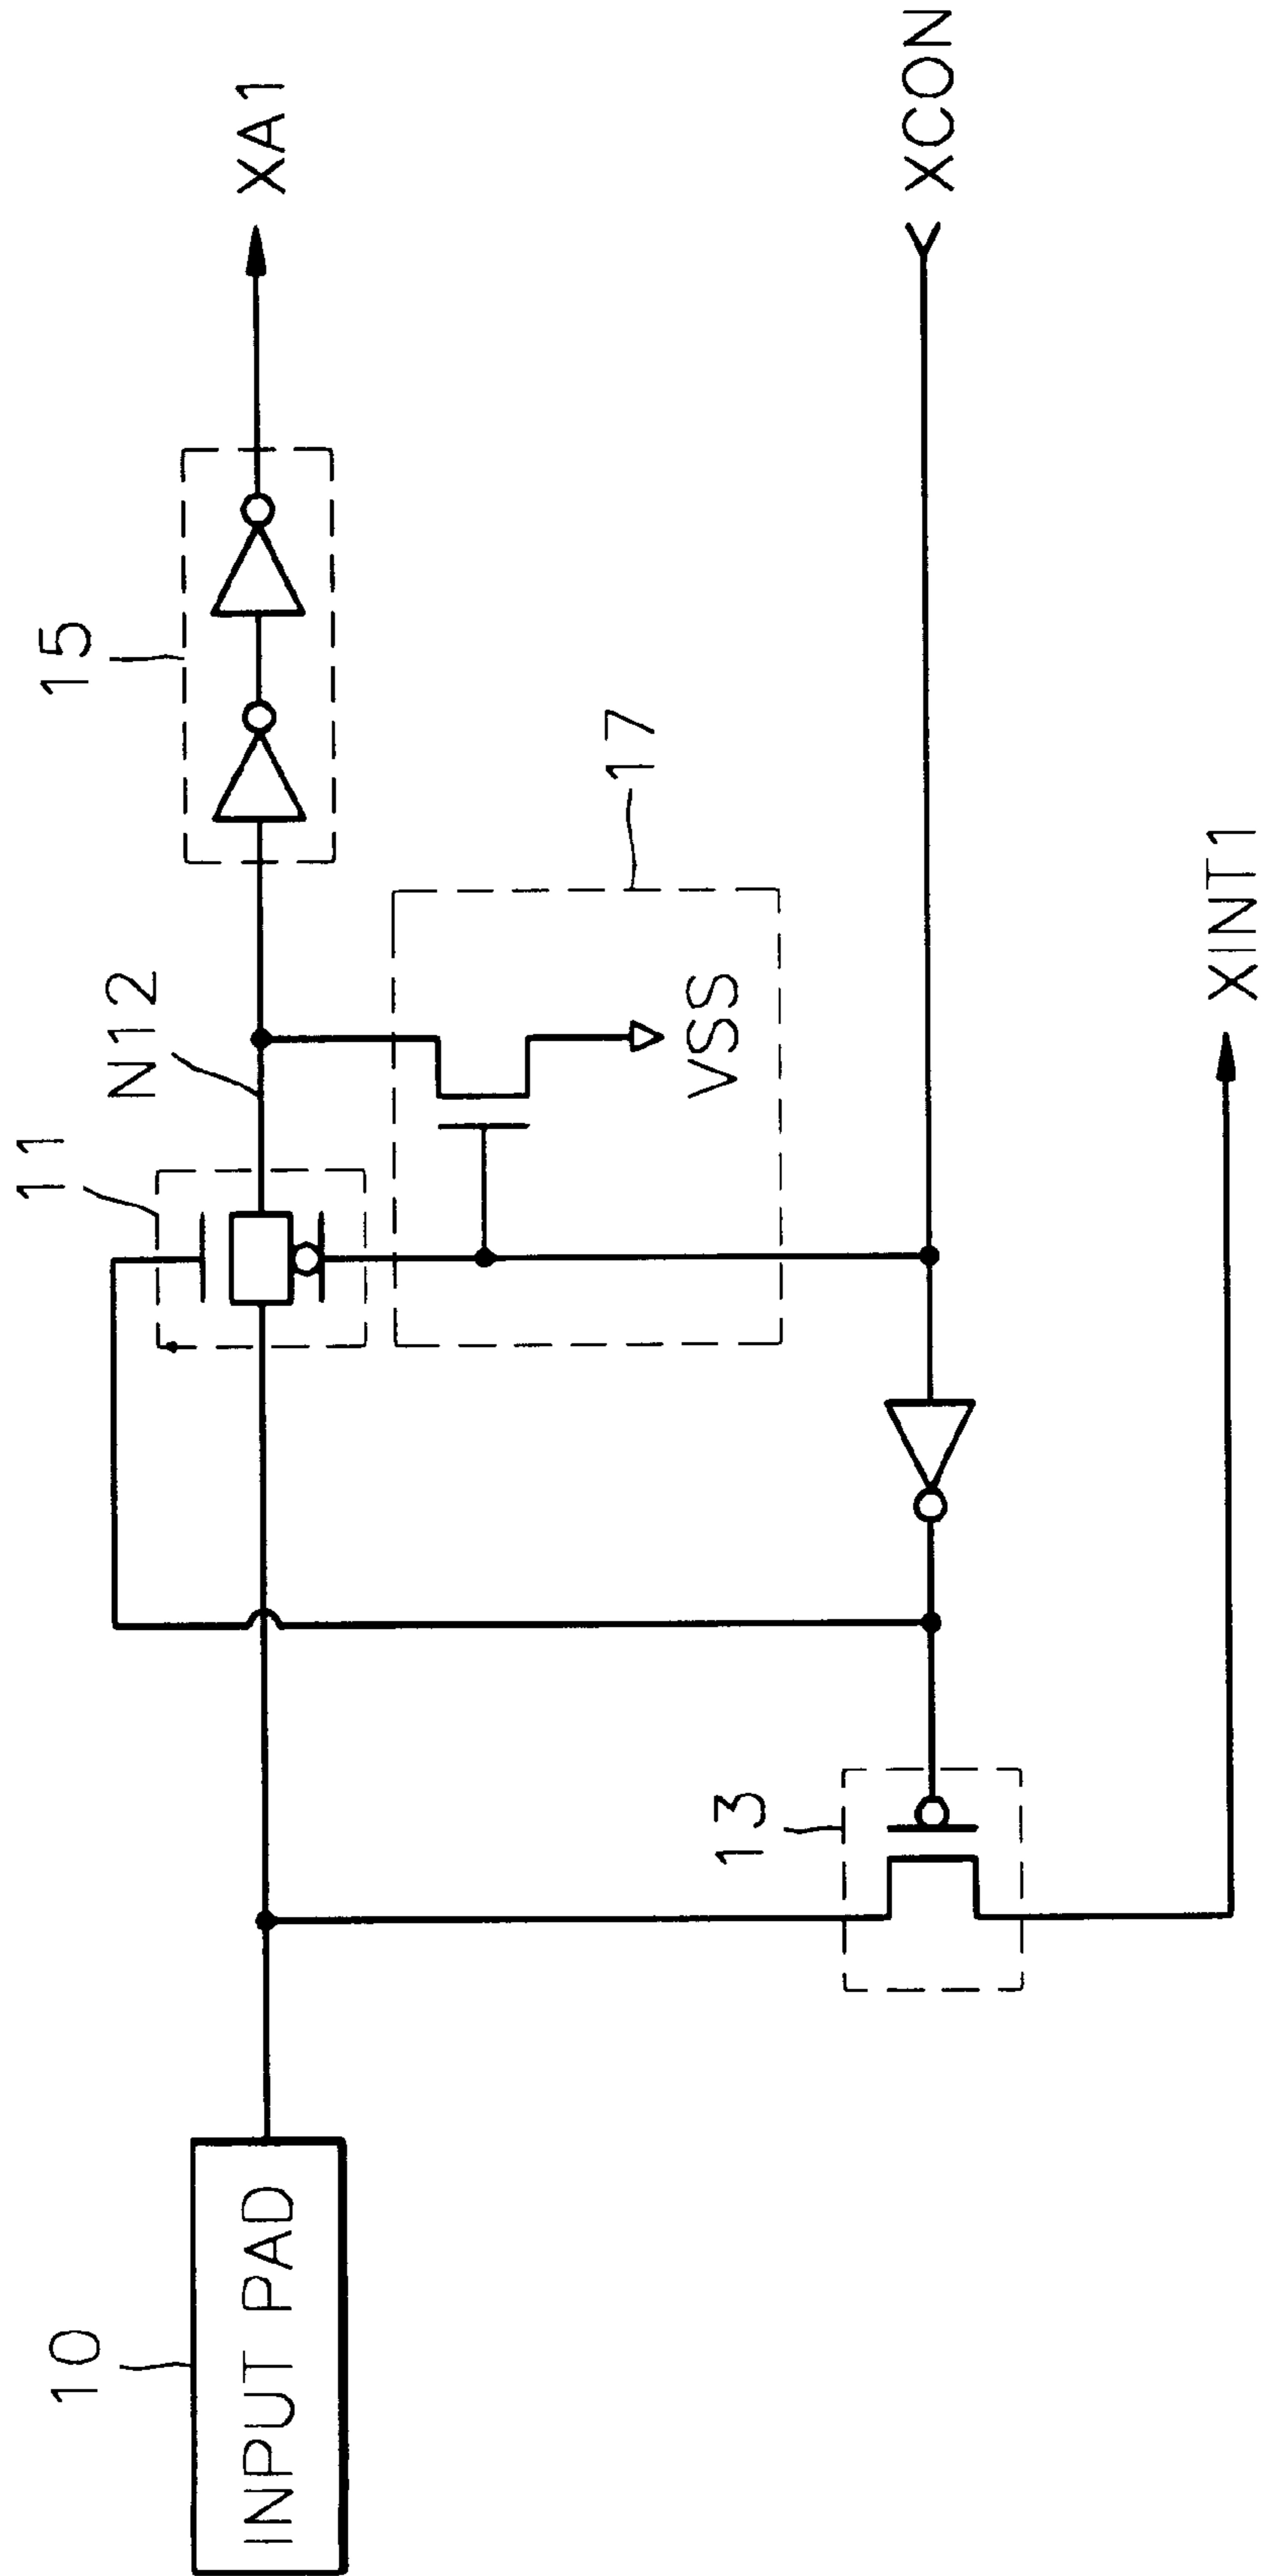 10
INPUT PAD
11
N12
15
XA1
17
VSS
13
XCON
XINT1